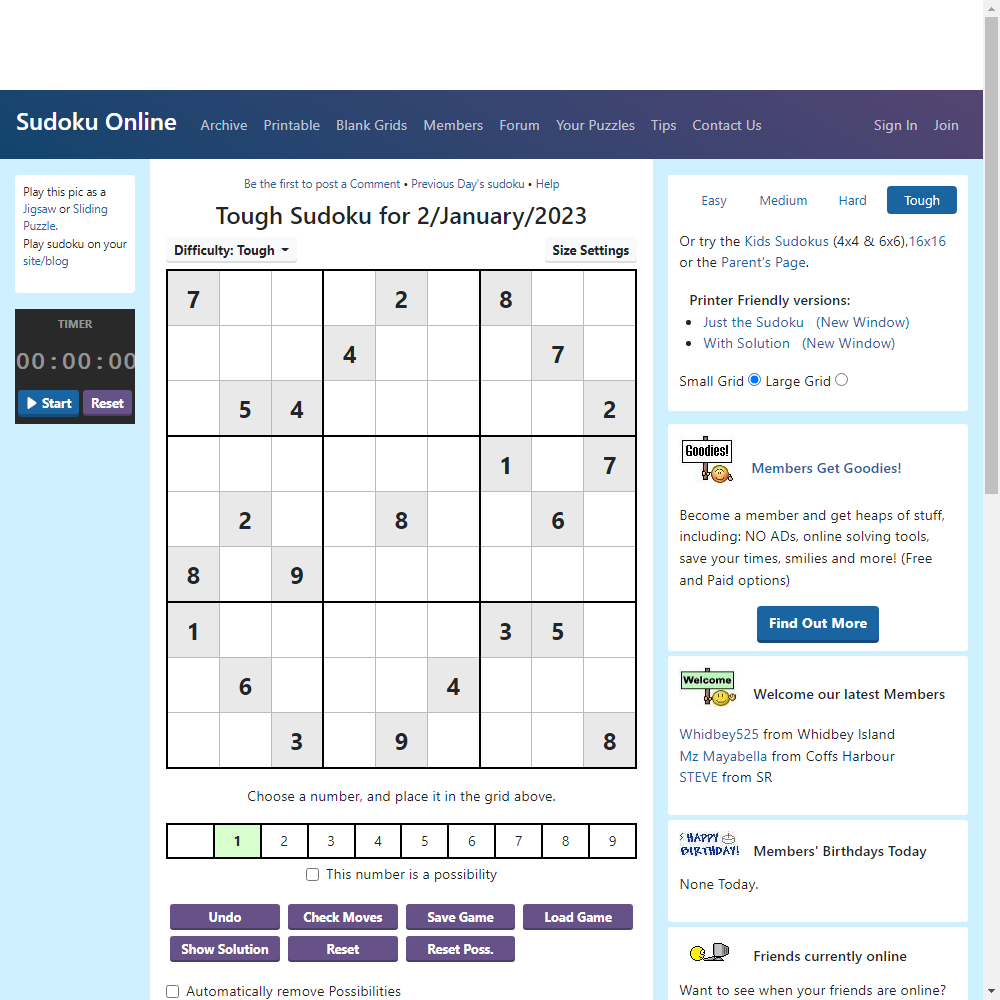 Sudoku Online Archive Printable Blank Grids Members Forum Your Puzzles Tips Contact Us Sign In Join
Play this pic as a
Jigsaw or Sliding
Puzzle.
Play sudoku on your
site/blog
TIMER
00:00:00
Start Reset
Be the first to post a Comment • Previous Day's sudoku • Help
Tough Sudoku for 2/January/2023
Difficulty: Tough Size Settings
7 2 8
4 7
5 4 2
1 7
2 8 6
8 9
1 3 5
6 4
3 9 8
Choose a number, and place it in the grid above.
1 2 3 4 5 6 7 8 9
This number is a possibility
Undo Check Moves Save Game Load Game
Show Solution Reset Reset Poss.
Automatically remove Possibilities
Easy Medium Hard Tough
Or try the Kids Sudokus (4x4 & 6x6),16x16
or the Parent's Page.
Printer Friendly versions:
• Just the Sudoku (New Window)
• With Solution (New Window)
Small Grid Large Grid
Goodies!
Members Get Goodies!
Become a member and get heaps of stuff,
including: NO ADs, online solving tools,
save your times, smilies and more! (Free
and Paid options)
Find Out More
Welcome
Welcome our latest Members
Whidbey525 from Whidbey Island
Mz Mayabella from Coffs Harbour
STEVE from SR
HAPPY
BIRTHDAY!
Members' Birthdays Today
None Today.
Friends currently online
Want to see when your friends are online?